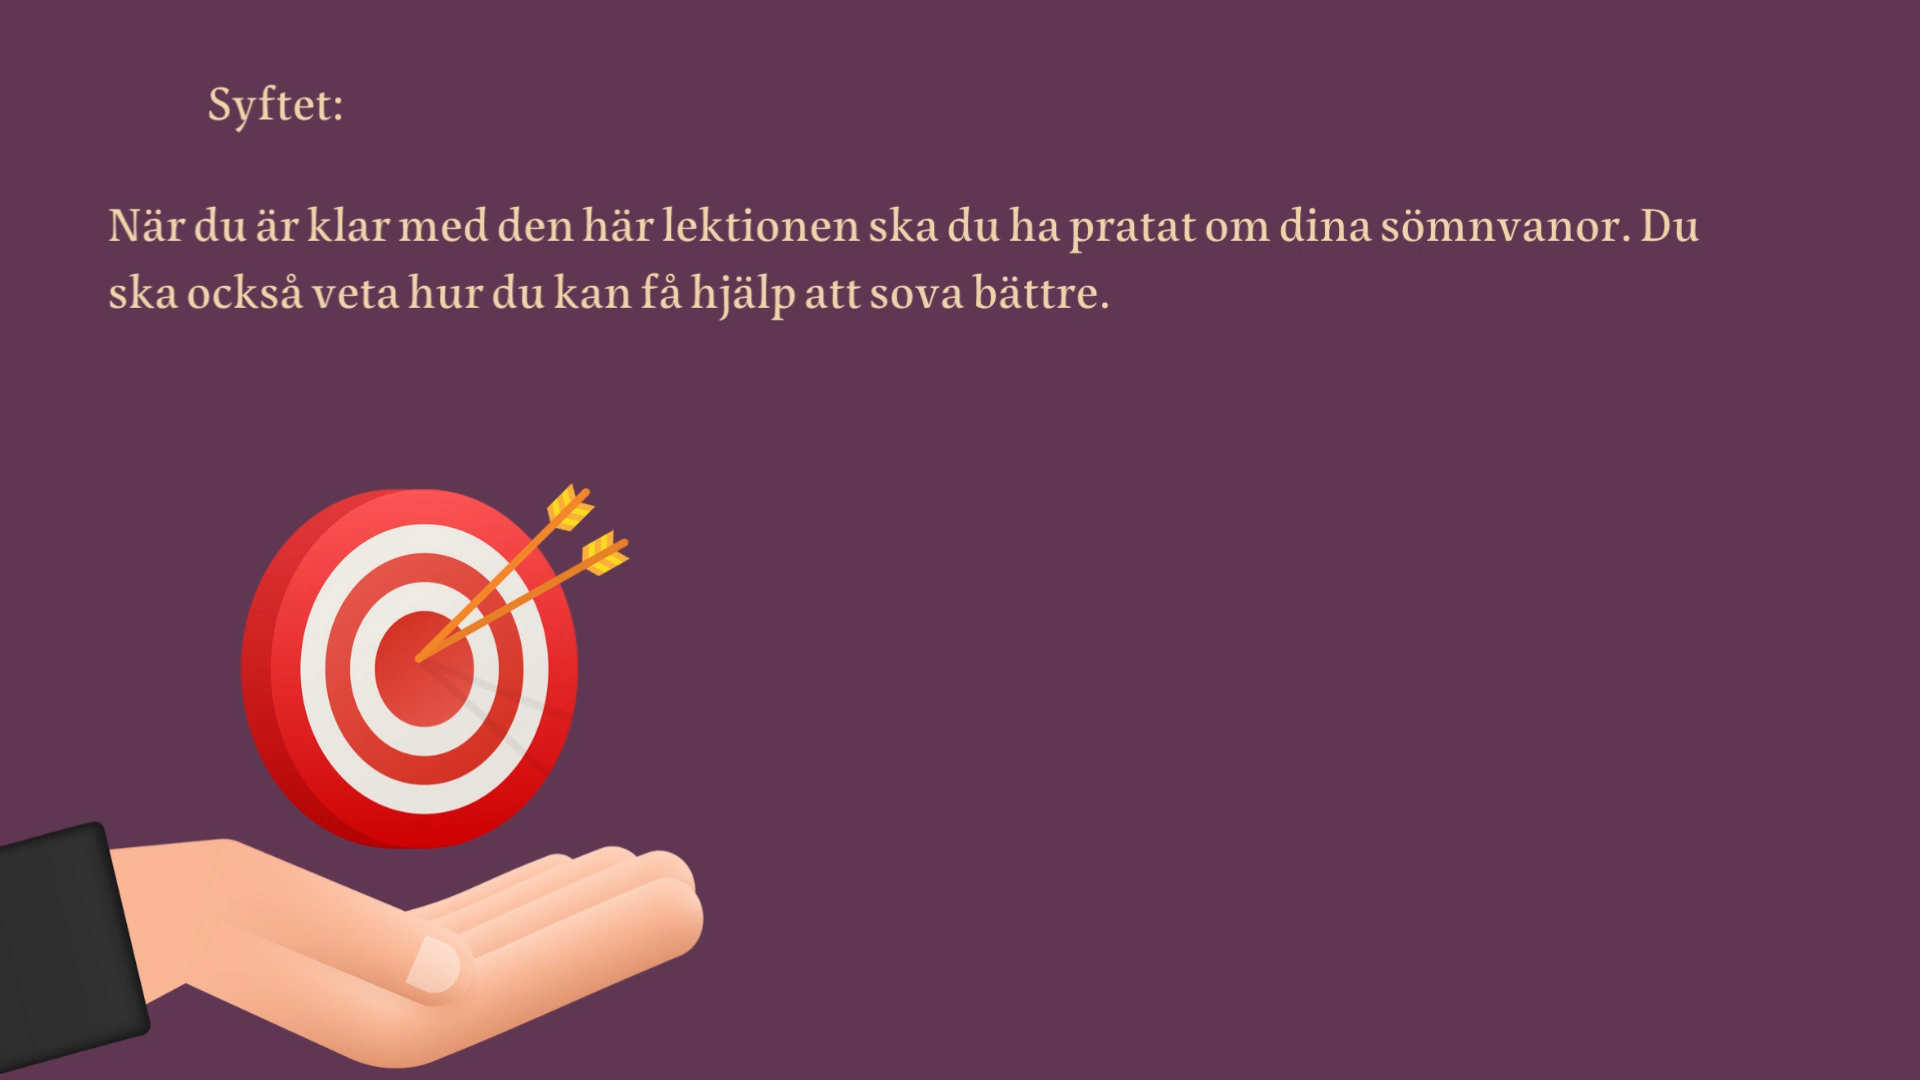 Syftet:
När du är klar med den här lektionen ska du ha pratat om dina sömnvanor. Du
ska också veta hur du kan få hjälp att sova bättre.